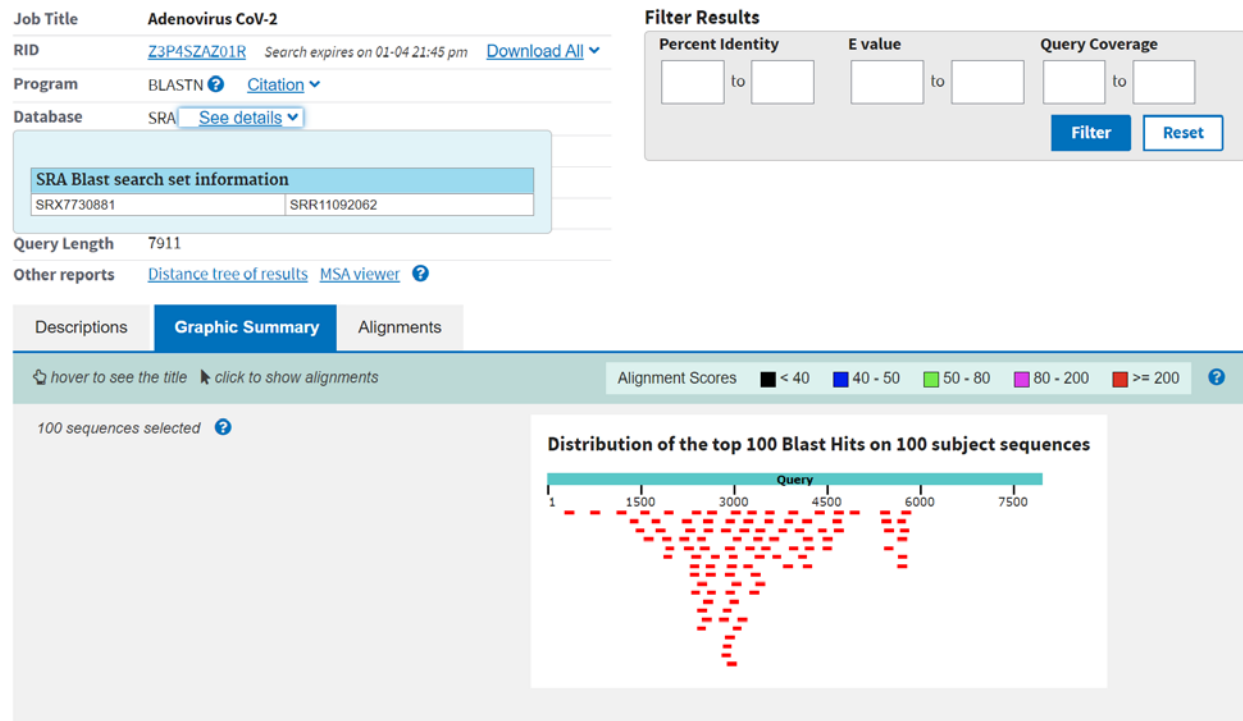 Job Title Adenovirus CoV-2
RID Z3P4SZAZ01R Search expires on 01-04 21:45 pm Download All
Program BLASTN ? Citation
Database SRA See details
SRA Blast search set information
SRX7730881 SRR11092062
Query Length 7911
Other reports Distance tree of results MSA viewer ?
Filter Results
Percent Identity E value Query Coverage
to to to
Filter Reset
Descriptions Graphic Summary Alignments
hover to see the title click to show alignments Alignment Scores < 40 40 - 50 50 - 80 80 - 200 >= 200 ?
100 sequences selected ?
Distribution of the top 100 Blast Hits on 100 subject sequences
Query
1 1500 3000 4500 6000 7500